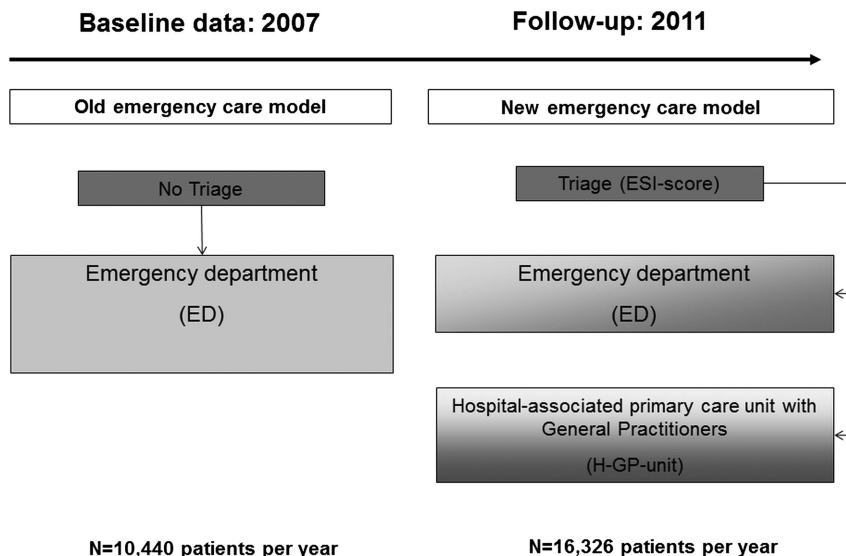 Baseline data: 2007
Follow-up: 2011
Old emergency care model
New emergency care model
No Triage
Triage (ESI-score)
Emergency department
(ED)
Emergency department
(ED)
Hospital-associated primary care unit with
General Practitioners
(H-GP-unit)
N=10,440 patients per year
N=16,326 patients per year